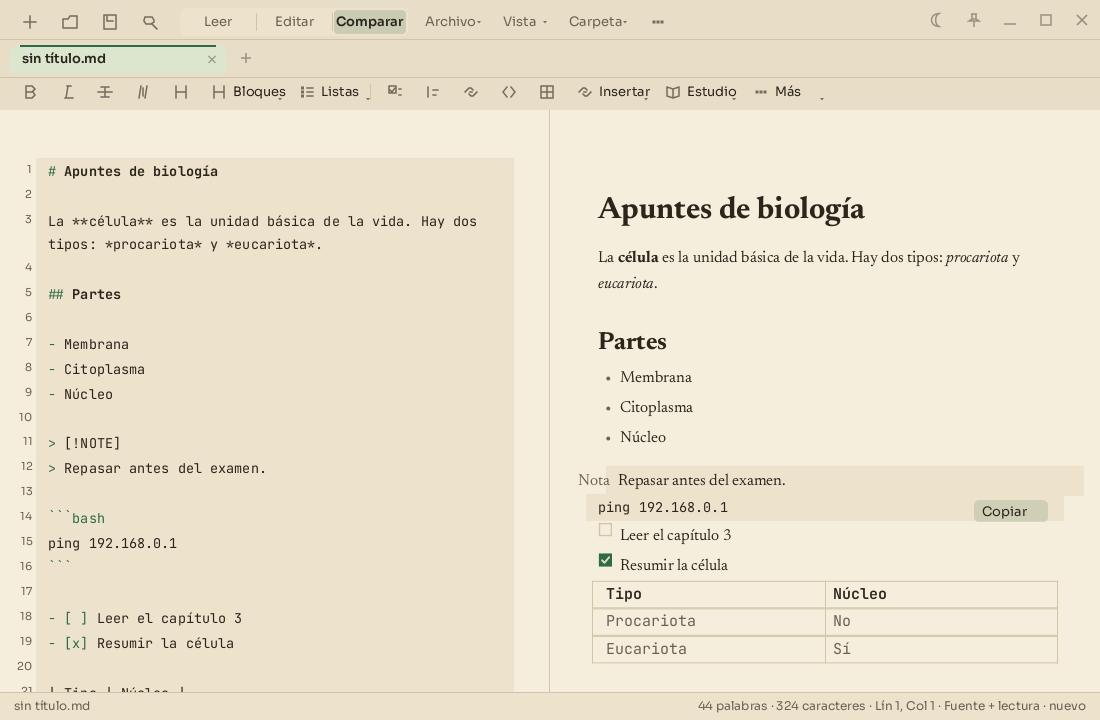 Leer Editar Comparar Archivo Vista Carpeta
sin título.md
Bloques Listas Insertar Estudio Más
1 # Apuntes de biología
2
3 La **célula** es la unidad básica de la vida. Hay dos
tipos: *procariota* y *eucariota*.
4
5 ## Partes
6
7 - Membrana
8 - Citoplasma
9 - Núcleo
10
11 > [!NOTE]
12 > Repasar antes del examen.
13
14 ```bash
15 ping 192.168.0.1
16 ```
17
18 - [ ] Leer el capítulo 3
19 - [x] Resumir la célula
20
21 | Tipo | Núcleo |
Apuntes de biología
La célula es la unidad básica de la vida. Hay dos tipos: procariota y
eucariota.
Partes
• Membrana
• Citoplasma
• Núcleo
Nota Repasar antes del examen.
ping 192.168.0.1 Copiar
Leer el capítulo 3
Resumir la célula
Tipo Núcleo
Procariota No
Eucariota Sí
sin título.md 44 palabras · 324 caracteres · Lín 1, Col 1 · Fuente + lectura · nuevo